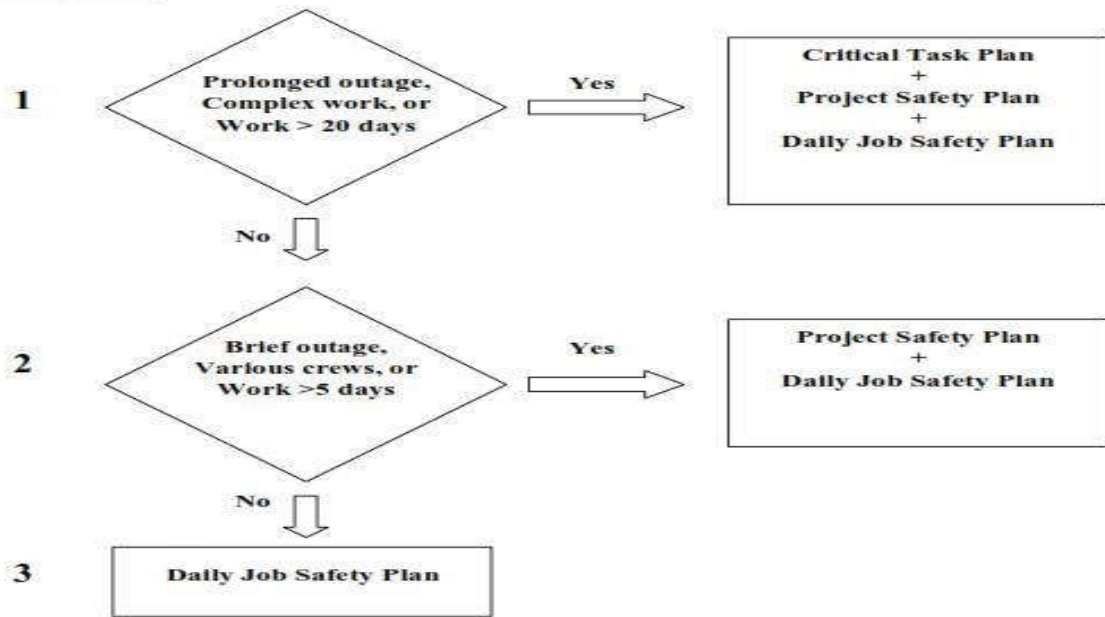 1
Prolonged outage,
Complex work, or
Work > 20 days
Yes
Critical Task Plan
+
Project Safety Plan
+
Daily Job Safety Plan
No
2
Brief outage,
Various crews, or
Work >5 days
Yes
Project Safety Plan
+
Daily Job Safety Plan
No
3
Daily Job Safety Plan